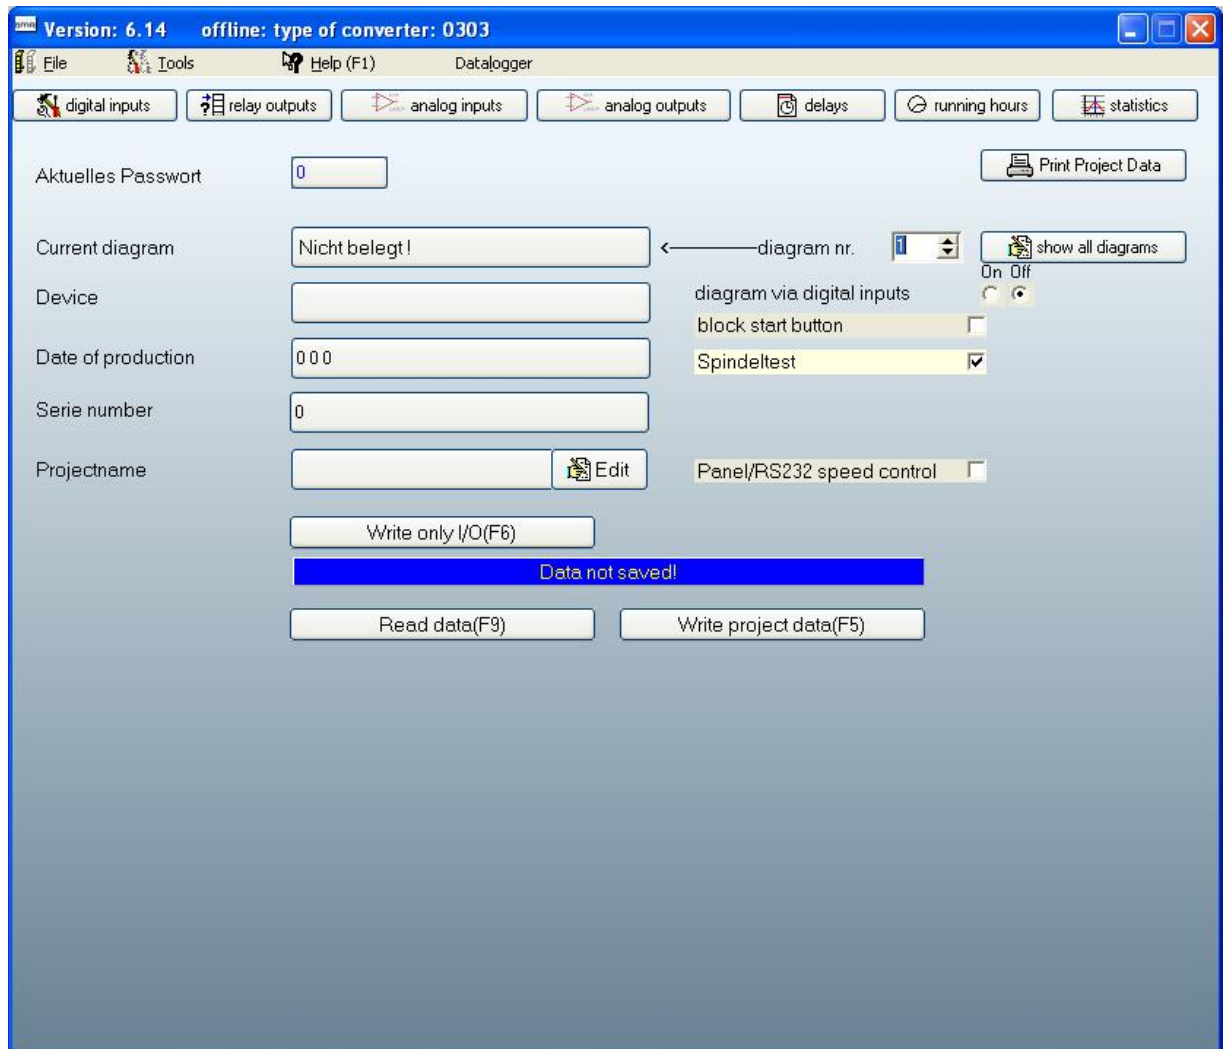 Version: 6.14 offline: type of converter: 0303
File Tools Help (F1) Datalogger
digital inputs relay outputs analog inputs analog outputs delays running hours statistics
Aktuelles Passwort 0 Print Project Data
Current diagram Nicht belegt ! <————diagram nr. 1 show all diagrams
On Off
Device diagram via digital inputs
block start button
Date of production 0 0 0 Spindeltest
Serie number 0
Projectname Edit Panel/RS232 speed control
Write only I/O(F6)
Data not saved!
Read data(F9) Write project data(F5)